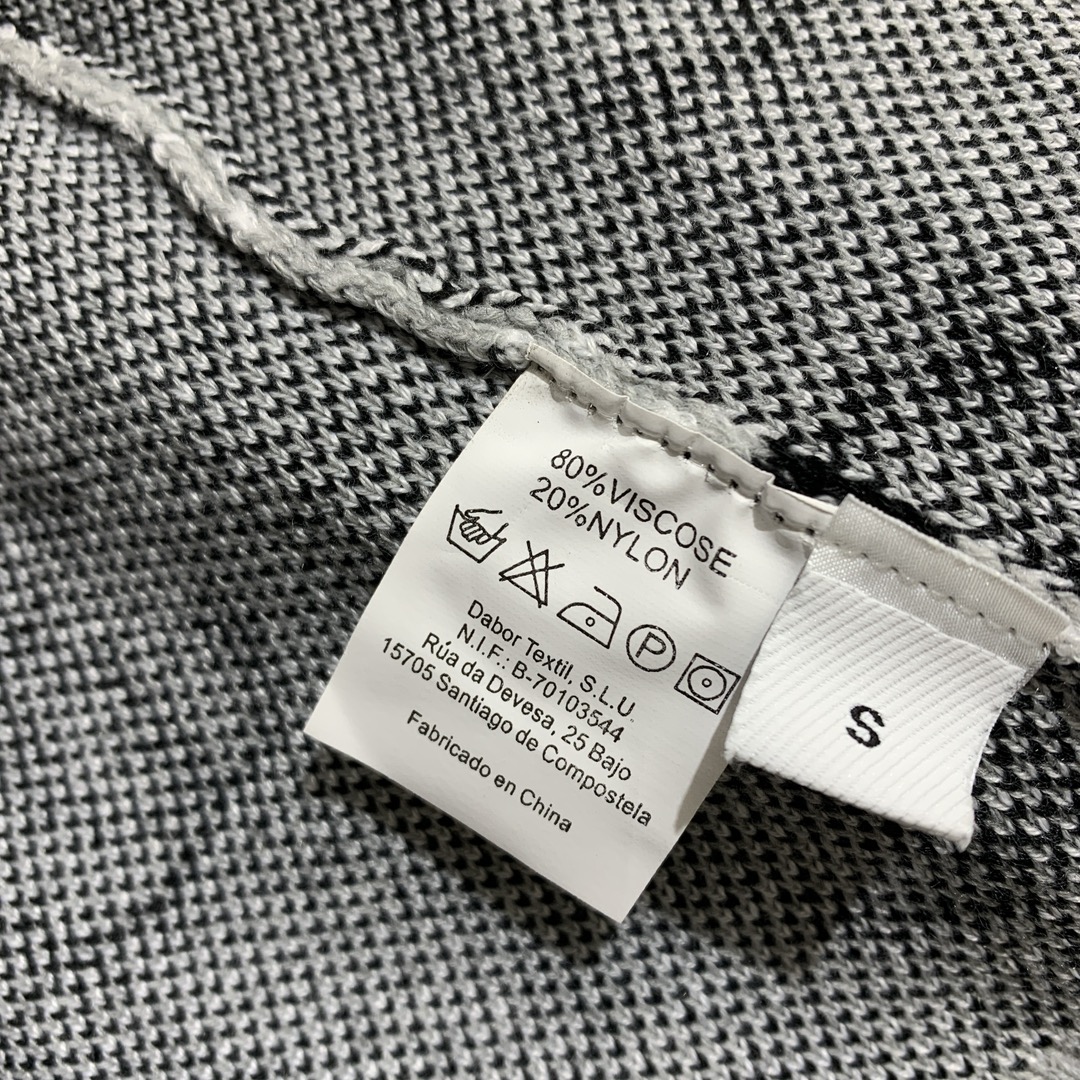 80%VISCOSE
20%NYLON
P
Dabor Textil, S.L.U.
N.I.F.: B-70103544
Rúa da Devesa, 25 Bajo
15705 Santiago de Compostela
Fabricado en China
S